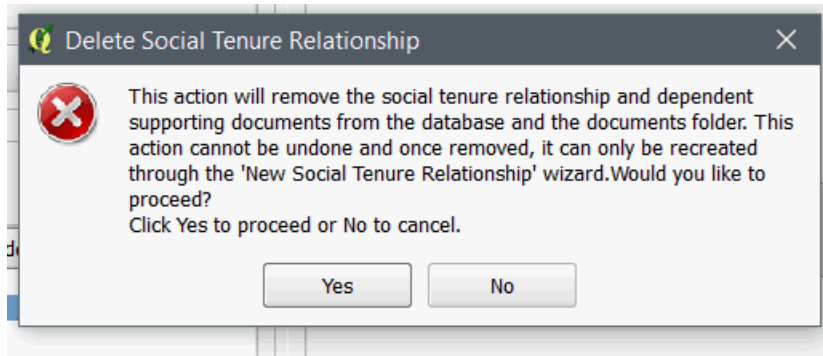 Delete Social Tenure Relationship
This action will remove the social tenure relationship and dependent
supporting documents from the database and the documents folder. This
action cannot be undone and once removed, it can only be recreated
through the 'New Social Tenure Relationship' wizard.Would you like to
proceed?
Click Yes to proceed or No to cancel.
Yes
No